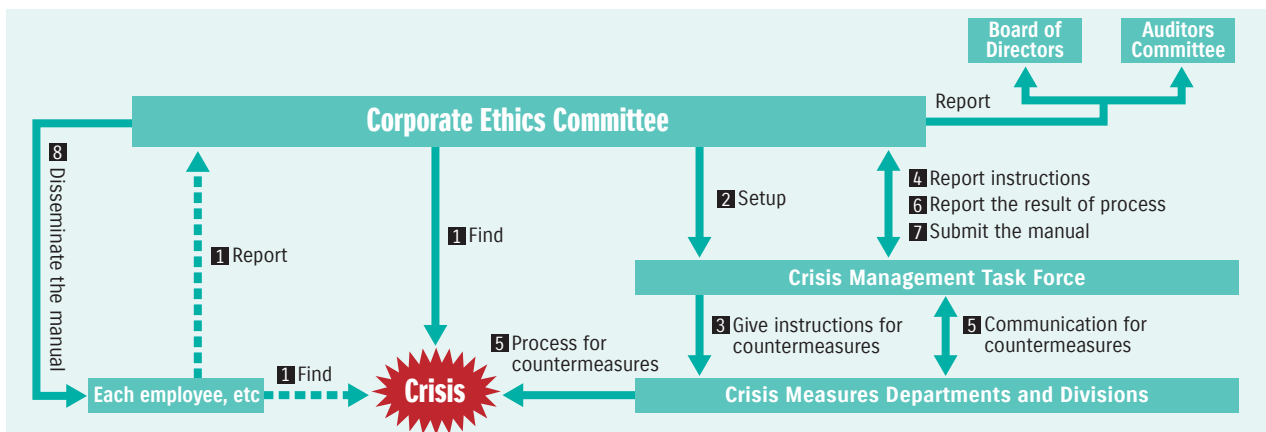 Board of
Directors
Auditors
Committee
Report
Corporate Ethics Committee
8 Disseminate the manual
1 Report
1 Find
2 Setup
4 Report instructions
6 Report the result of process
7 Submit the manual
Crisis Management Task Force
3 Give instructions for
countermeasures
5 Communication for
countermeasures
5 Process for
countermeasures
1 Find
Each employee, etc
Crisis
Crisis Measures Departments and Divisions